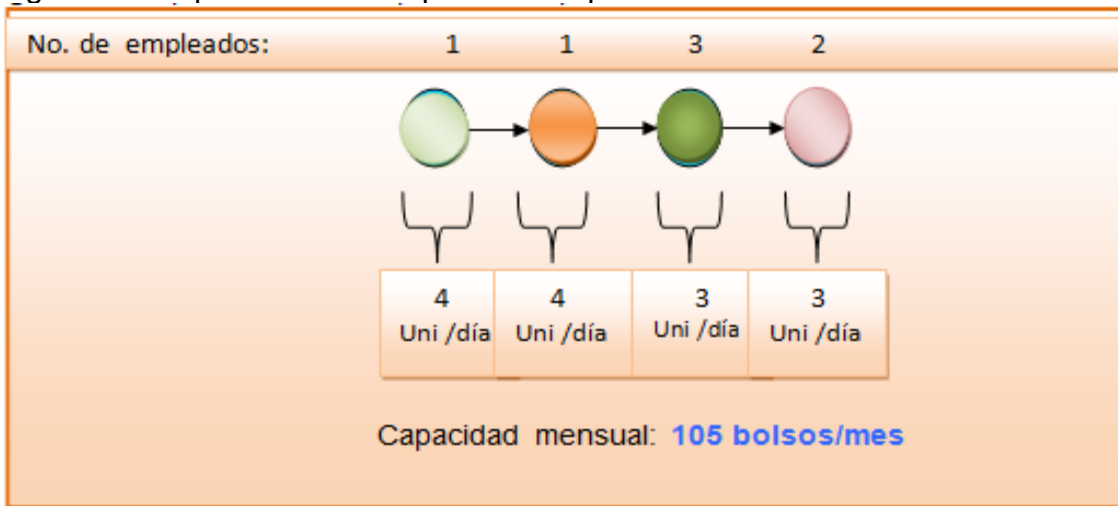 No. de empleados: 1 1 3 2
4 4 3 3
Uni /día Uni /día Uni /día Uni /día
Capacidad mensual: 105 bolsos/mes